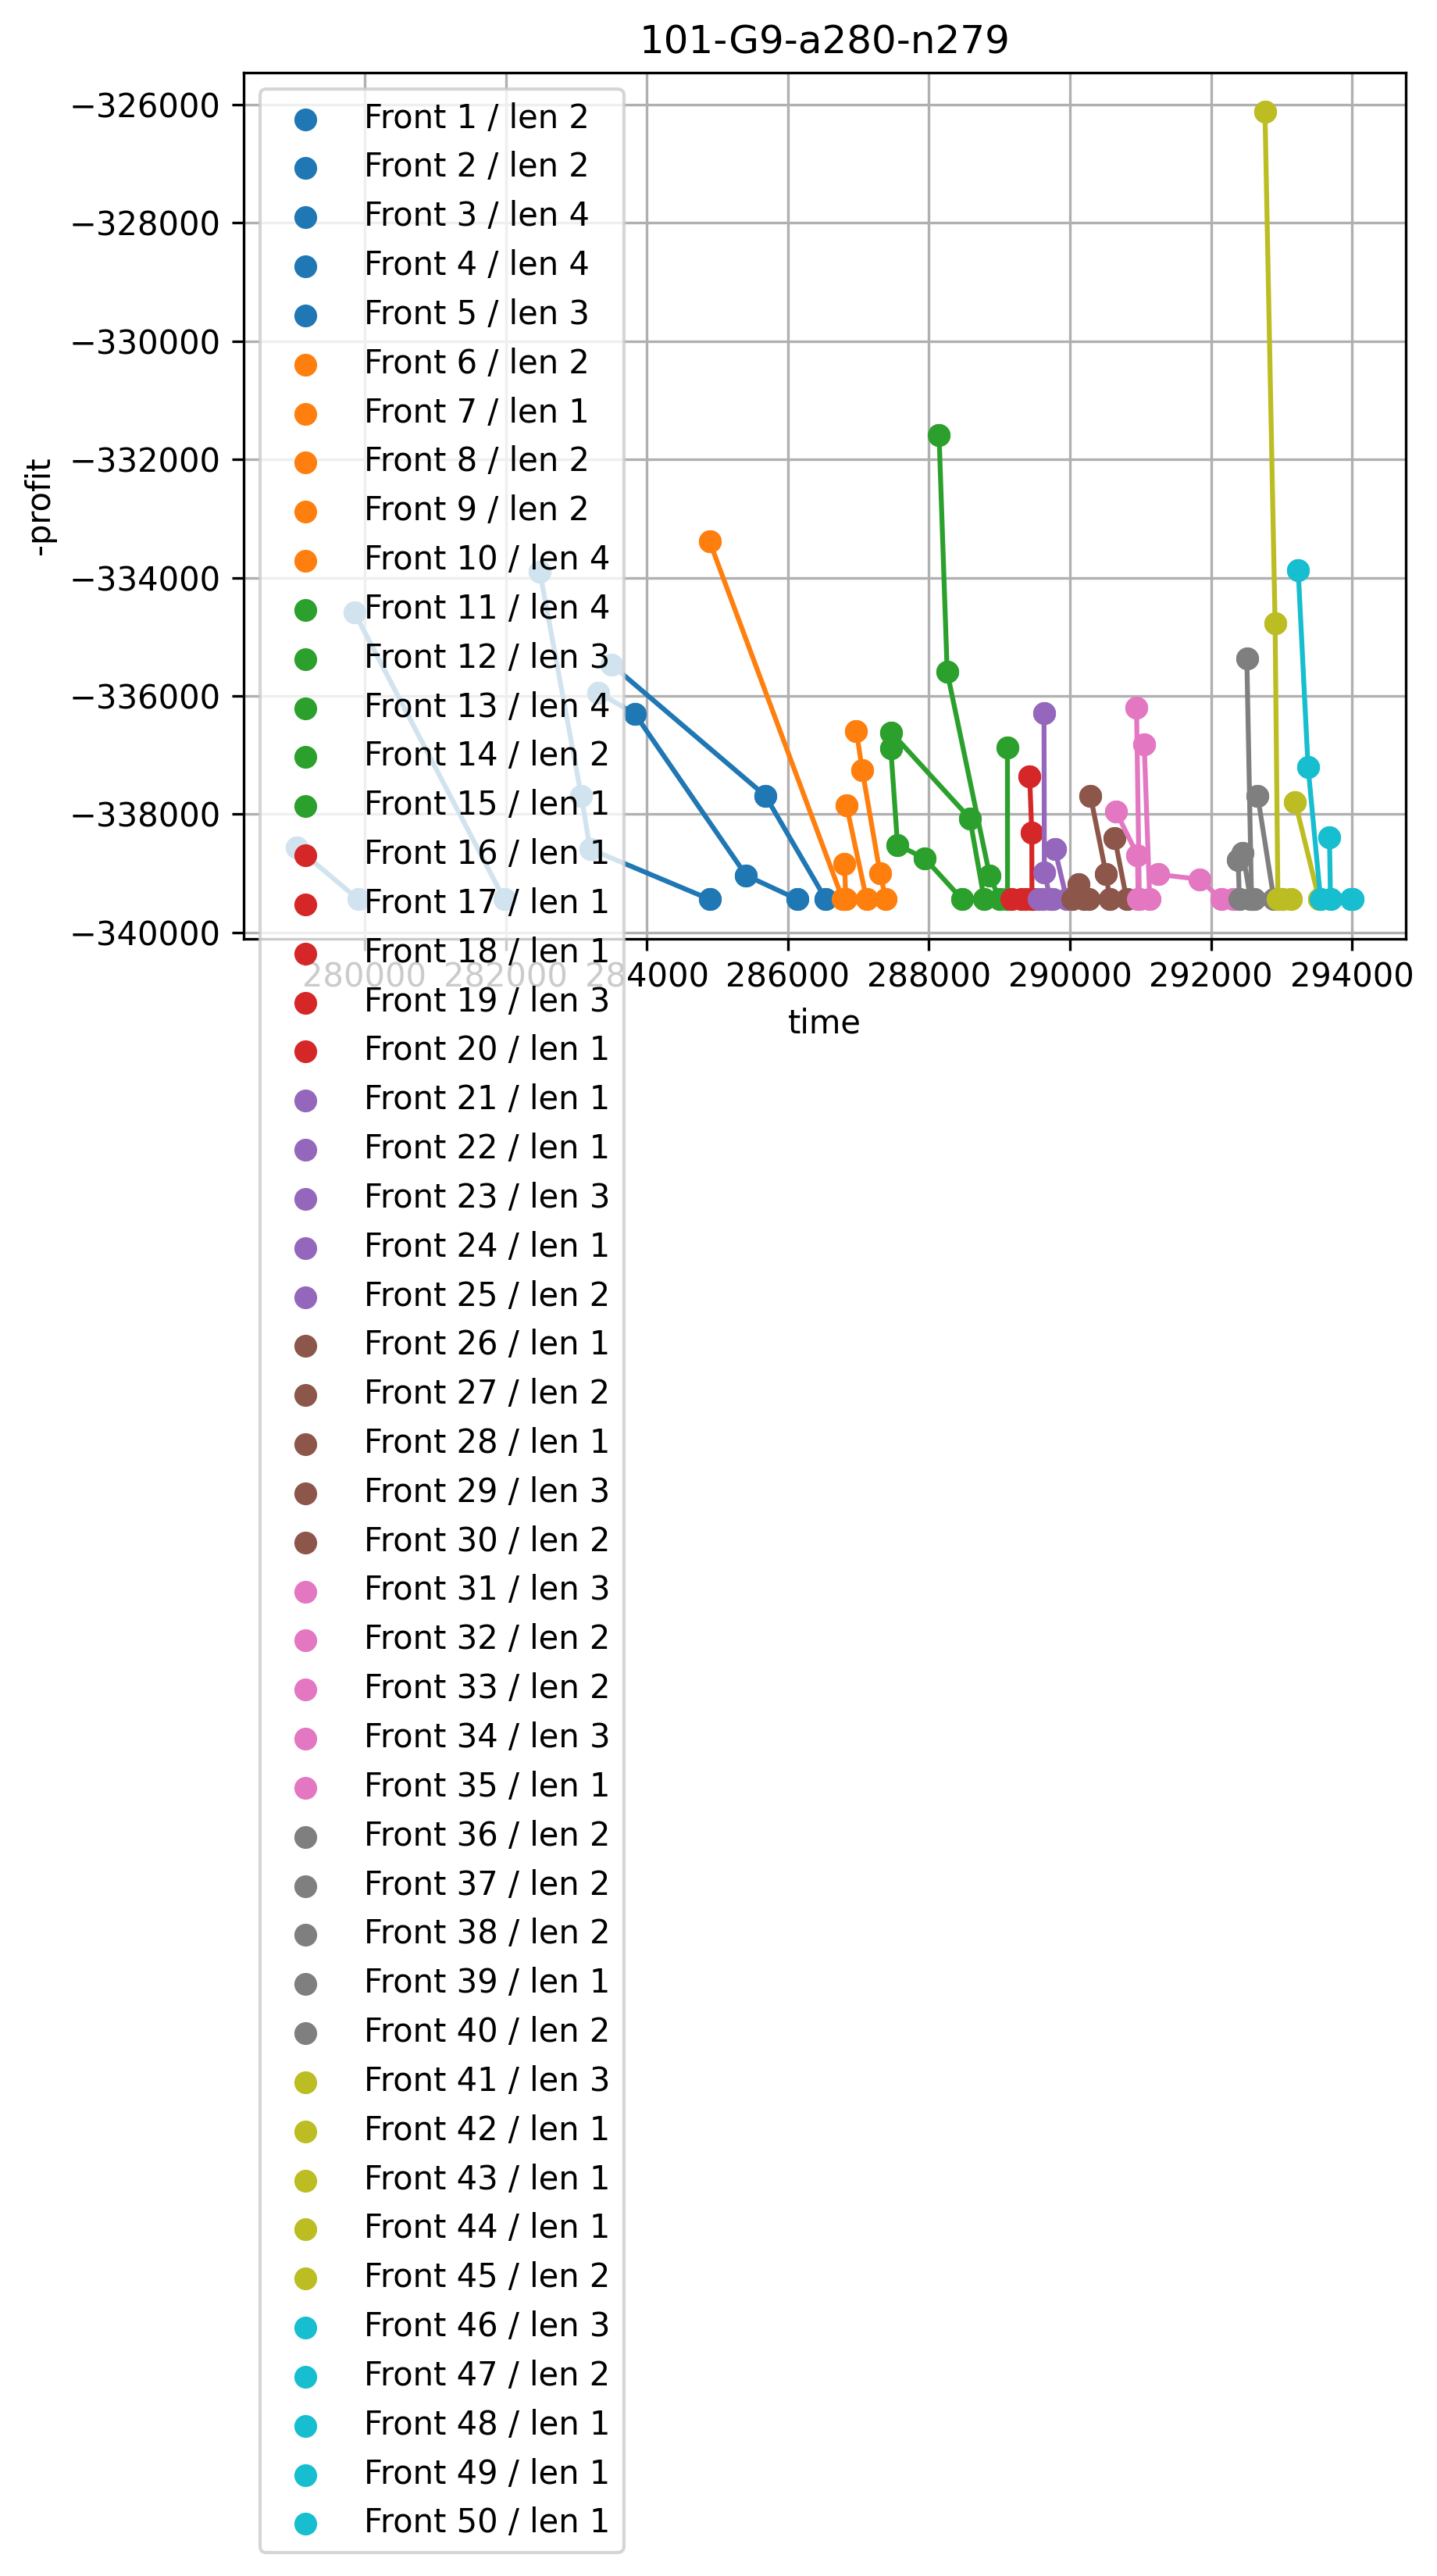 101-G9-a280-n279
−326000
−328000
−330000
−332000
−334000
−336000
−338000
−340000
-profit
280000 282000 284000 286000 288000 290000 292000 294000
time
Front 1 / len 2
Front 2 / len 2
Front 3 / len 4
Front 4 / len 4
Front 5 / len 3
Front 6 / len 2
Front 7 / len 1
Front 8 / len 2
Front 9 / len 2
Front 10 / len 4
Front 11 / len 4
Front 12 / len 3
Front 13 / len 4
Front 14 / len 2
Front 15 / len 1
Front 16 / len 1
Front 17 / len 1
Front 18 / len 1
Front 19 / len 3
Front 20 / len 1
Front 21 / len 1
Front 22 / len 1
Front 23 / len 3
Front 24 / len 1
Front 25 / len 2
Front 26 / len 1
Front 27 / len 2
Front 28 / len 1
Front 29 / len 3
Front 30 / len 2
Front 31 / len 3
Front 32 / len 2
Front 33 / len 2
Front 34 / len 3
Front 35 / len 1
Front 36 / len 2
Front 37 / len 2
Front 38 / len 2
Front 39 / len 1
Front 40 / len 2
Front 41 / len 3
Front 42 / len 1
Front 43 / len 1
Front 44 / len 1
Front 45 / len 2
Front 46 / len 3
Front 47 / len 2
Front 48 / len 1
Front 49 / len 1
Front 50 / len 1